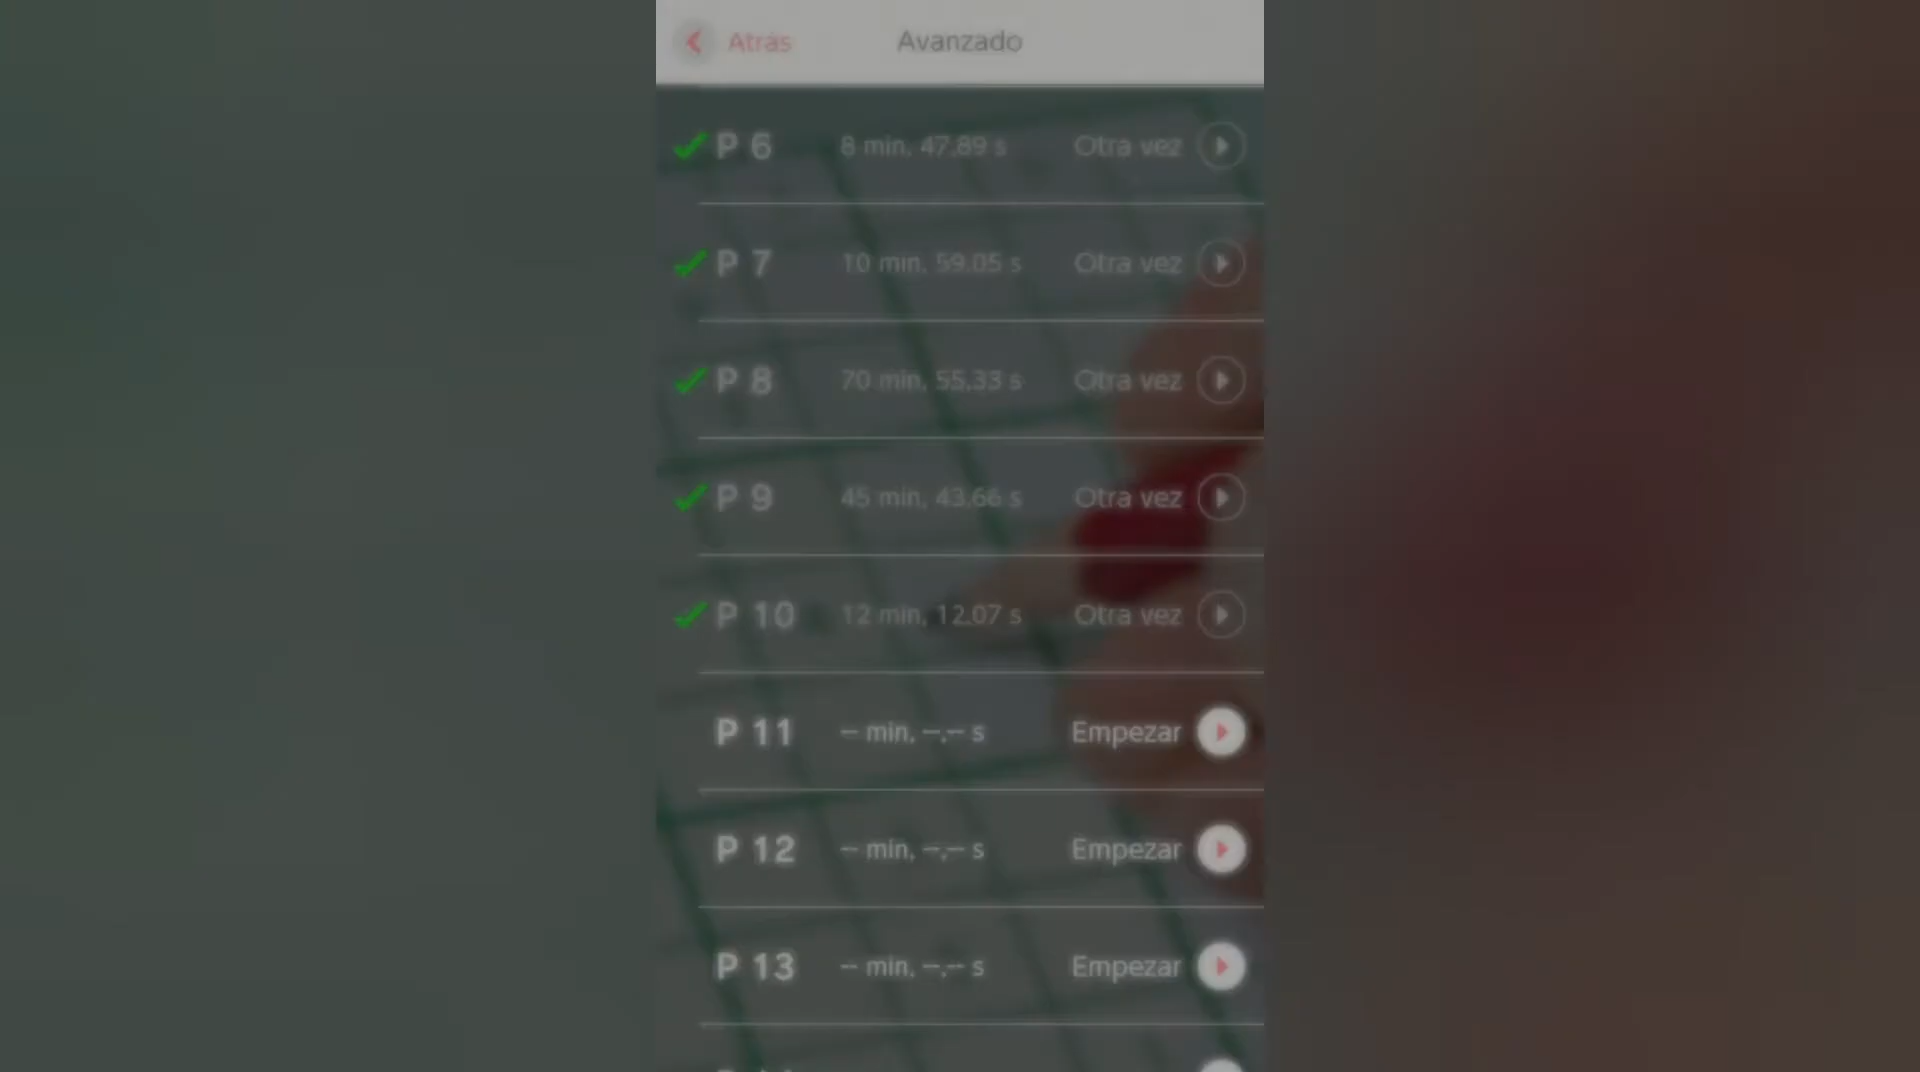 Atrás Avanzado
P 6 8 min, 47.89 s Otra vez
P 7 10 min, 59.05 s Otra vez
P 8 70 min, 55.33 s Otra vez
P 9 45 min, 43.66 s Otra vez
P 10 12 min, 12.07 s Otra vez
P 11 -- min, --.-- s Empezar
P 12 -- min, --.-- s Empezar
P 13 -- min, --.-- s Empezar